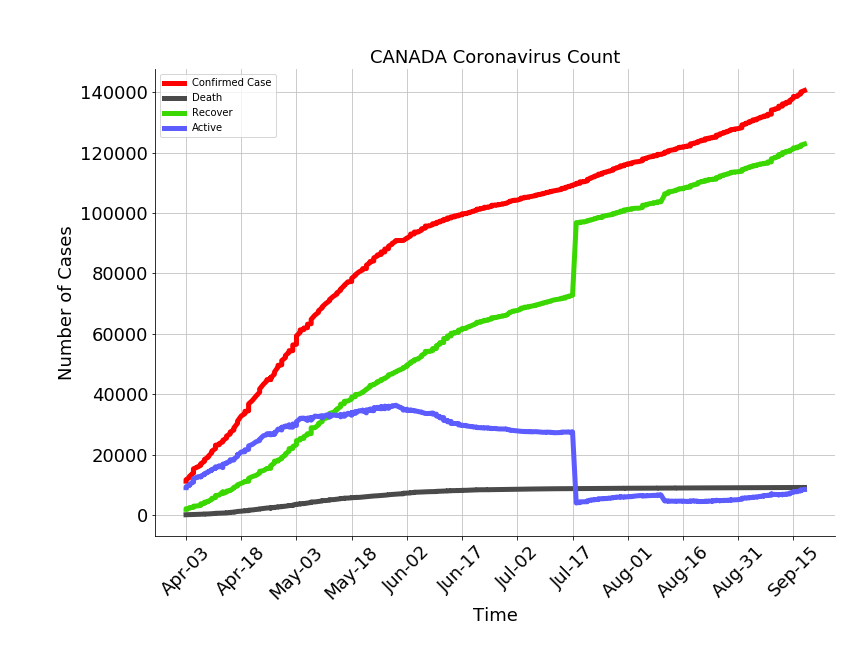 CANADA Coronavirus Count
Confirmed Case
Death
Recover
Active
Number of Cases
140000
120000
100000
80000
60000
40000
20000
0
Apr-03
Apr-18
May-03
May-18
Jun-02
Jun-17
Jul-02
Jul-17
Aug-01
Aug-16
Aug-31
Sep-15
Time